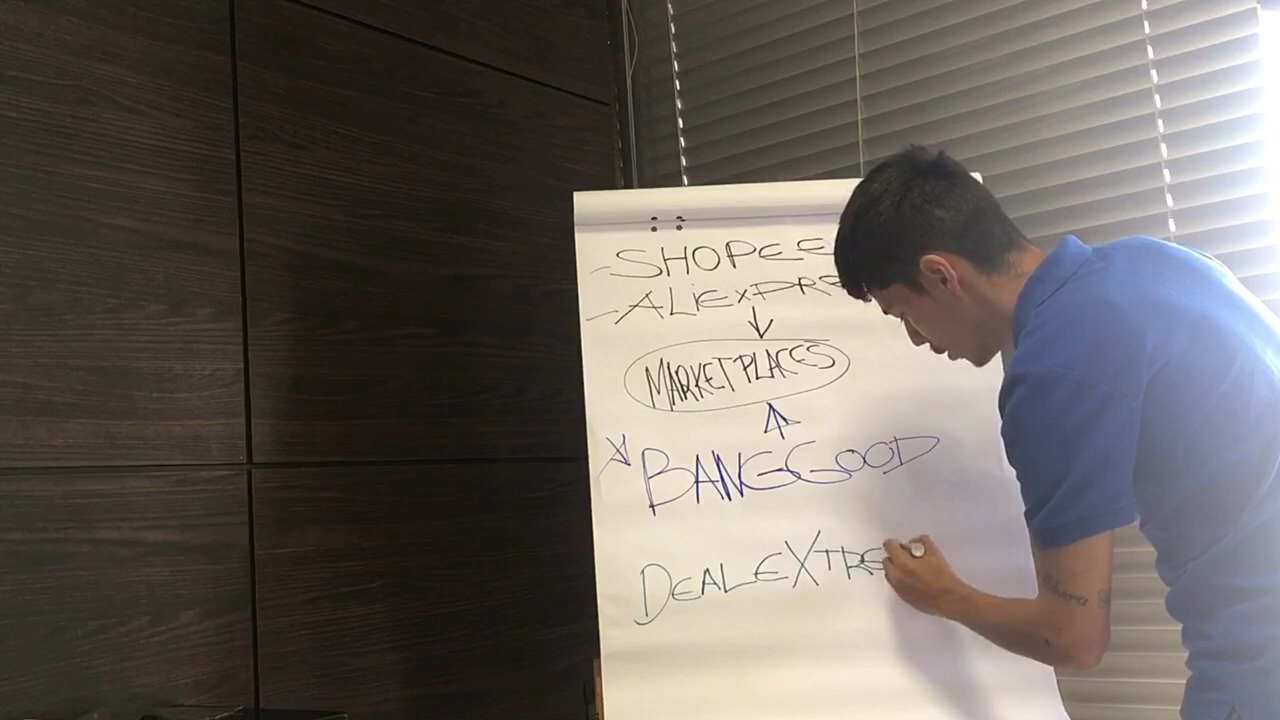 -SHOPEE
-ALiEXPRE
MARKETPLACES
BANGGOOD
DEALEXTRE